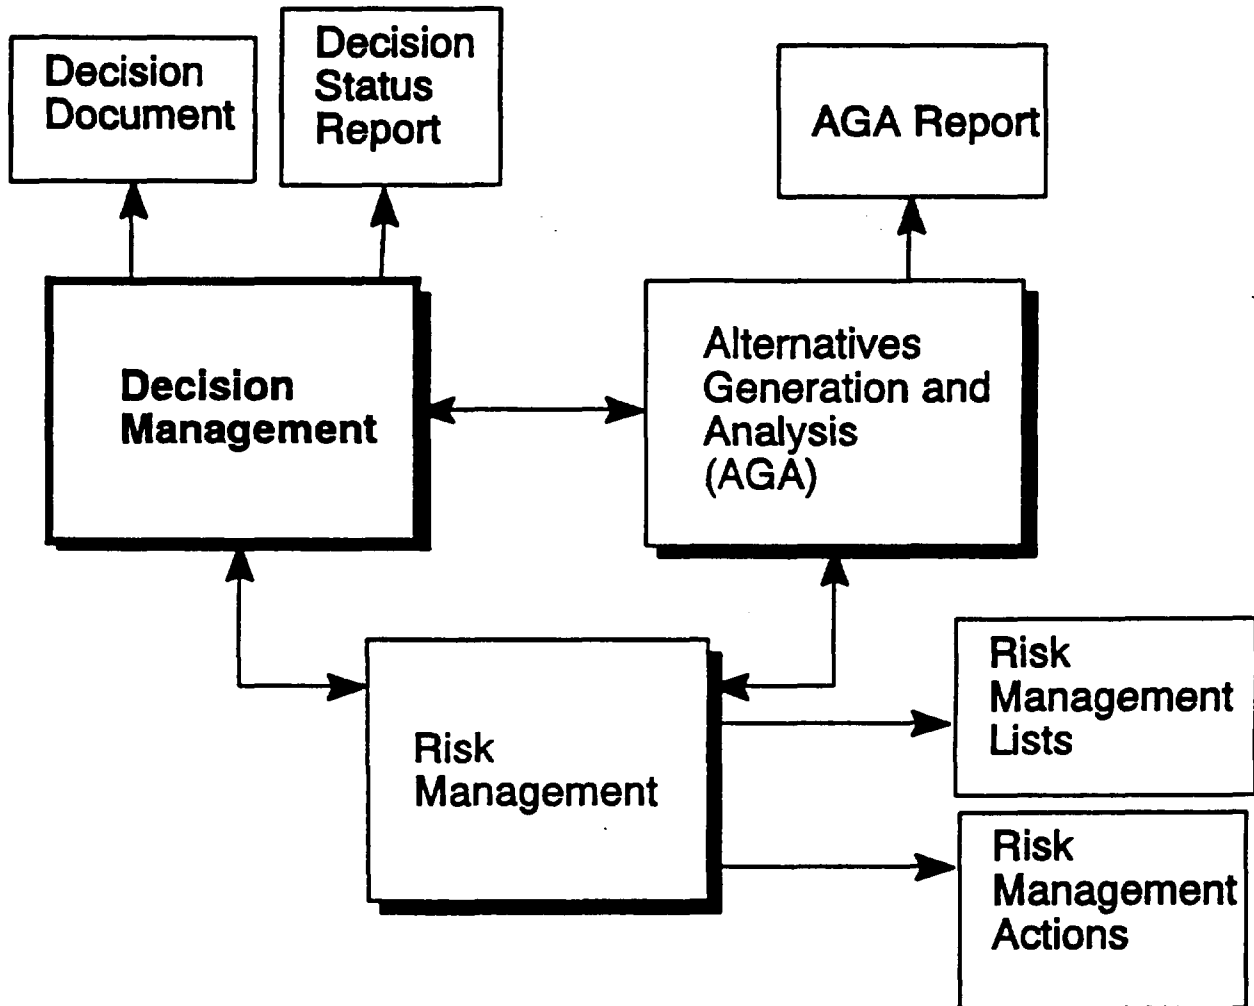 Decision
Document
Decision
Status
Report
AGA Report
Decision
Management
Alternatives
Generation and
Analysis
(AGA)
Risk
Management
Risk
Management
Lists
Risk
Management
Actions